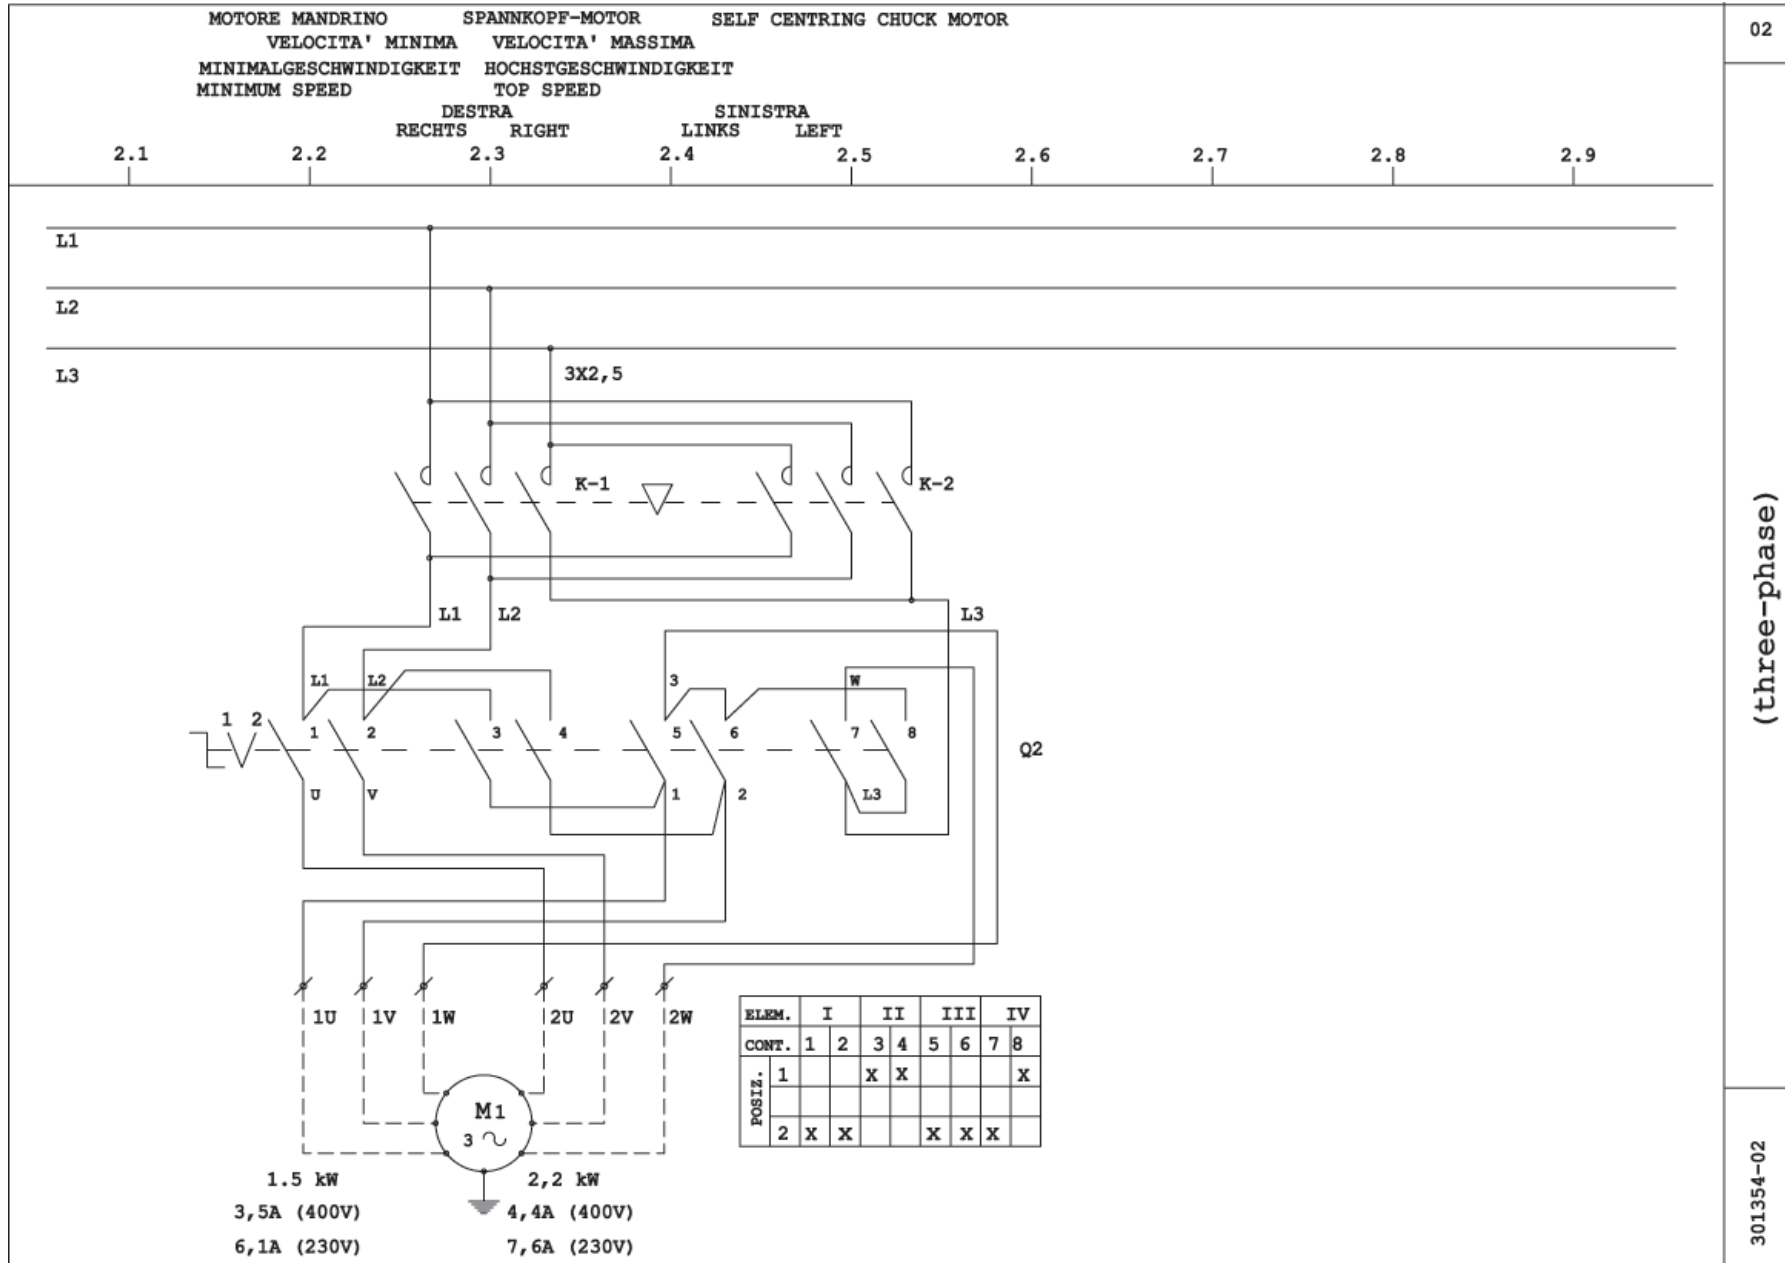 MOTORE MANDRINO SPANNKOPF-MOTOR SELF CENTRING CHUCK MOTOR
VELOCITA' MINIMA VELOCITA' MASSIMA
MINIMALGESCHWINDIGKEIT HOCHSTGESCHWINDIGKEIT
MINIMUM SPEED TOP SPEED
DESTRA SINISTRA
RECHTS RIGHT LINKS LEFT
2.1 2.2 2.3 2.4 2.5 2.6 2.7 2.8 2.9
02
L1
L2
L3
3X2,5
K-1 K-2
L1 L2 L3
L1 L2 3 W
1 2 1 2 3 4 5 6 7 8
Q2
U V 1 2 L3
1U 1V 1W 2U 2V 2W
M1
3
1.5 kW 2,2 kW
3,5A (400V) 4,4A (400V)
6,1A (230V) 7,6A (230V)
ELEM. I II III IV
CONT. 1 2 3 4 5 6 7 8
POSIZ.
1 X X X
2 X X X X X
(three-phase)
301354-02